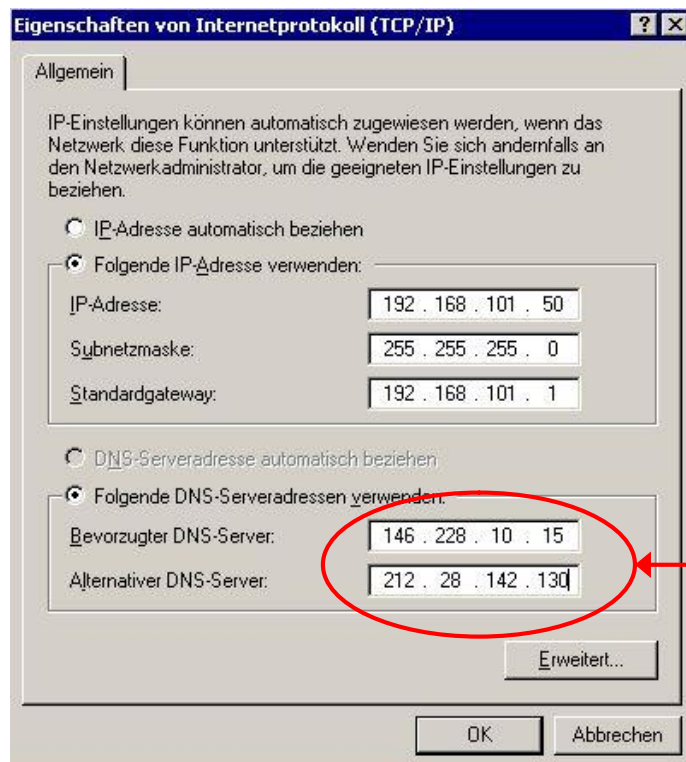 Eigenschaften von Internetprotokoll (TCP/IP)
Allgemein
IP-Einstellungen können automatisch zugewiesen werden, wenn das
Netzwerk diese Funktion unterstützt. Wenden Sie sich andernfalls an
den Netzwerkadministrator, um die geeigneten IP-Einstellungen zu
beziehen.
IP-Adresse automatisch beziehen
Folgende IP-Adresse verwenden:
IP-Adresse: 192 . 168 . 101 . 50
Subnetzmaske: 255 . 255 . 255 . 0
Standardgateway: 192 . 168 . 101 . 1
DNS-Serveradresse automatisch beziehen
Folgende DNS-Serveradressen verwenden:
Bevorzugter DNS-Server: 146 . 228 . 10 . 15
Alternativer DNS-Server: 212 . 28 . 142 . 130
Erweitert...
OK Abbrechen